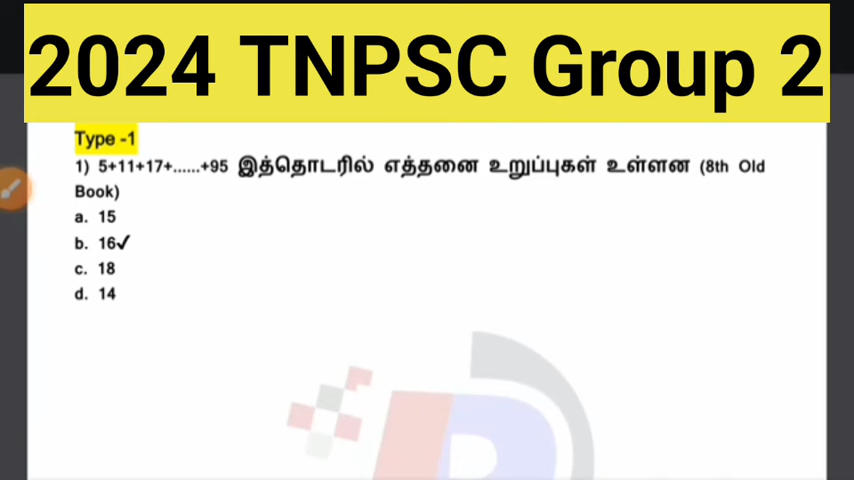 2024 TNPSC Group 2
Type -1
1) 5+11+17+......+95 இத்தொடரில் எத்தனை உறுப்புகள் உள்ளன (8th Old
Book)
a. 15
b. 16✓
c. 18
d. 14